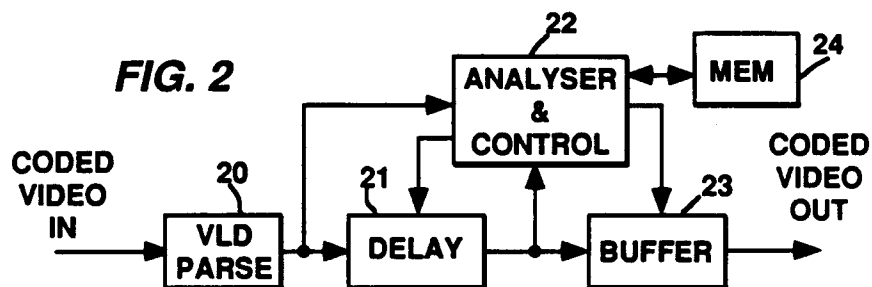 FIG. 2
22
ANALYSER
&
CONTROL
MEM
24
CODED
VIDEO
IN
20
VLD
PARSE
21
DELAY
23
BUFFER
CODED
VIDEO
OUT